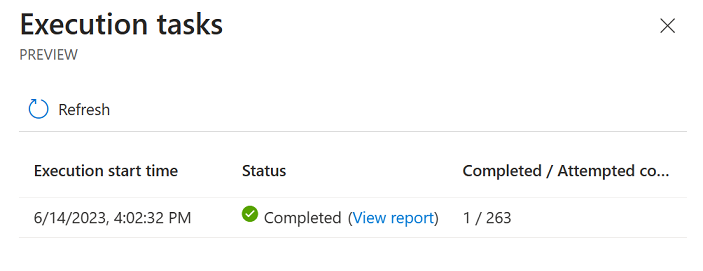 Execution tasks
PREVIEW
Refresh
Execution start time Status Completed / Attempted co...
6/14/2023, 4:02:32 PM Completed (View report) 1 / 263